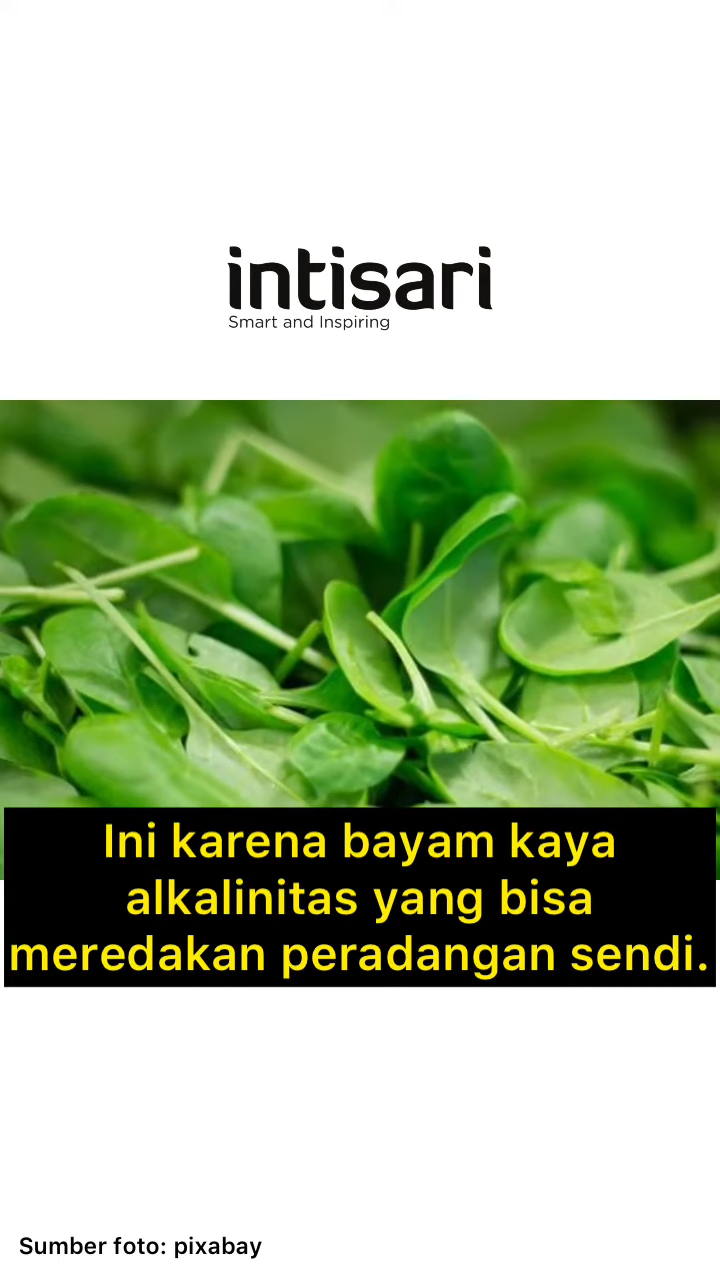 intisari
Smart and Inspiring
Ini karena bayam kaya
alkalinitas yang bisa
meredakan peradangan sendi.
Sumber foto: pixabay